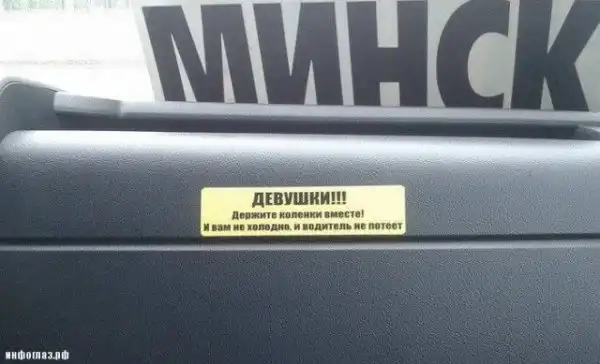 МИНСК
ДЕВУШКИ!!!
Держите коленки вместе!
И вам не холодно, и водитель не потеет
инфоглаз.рф